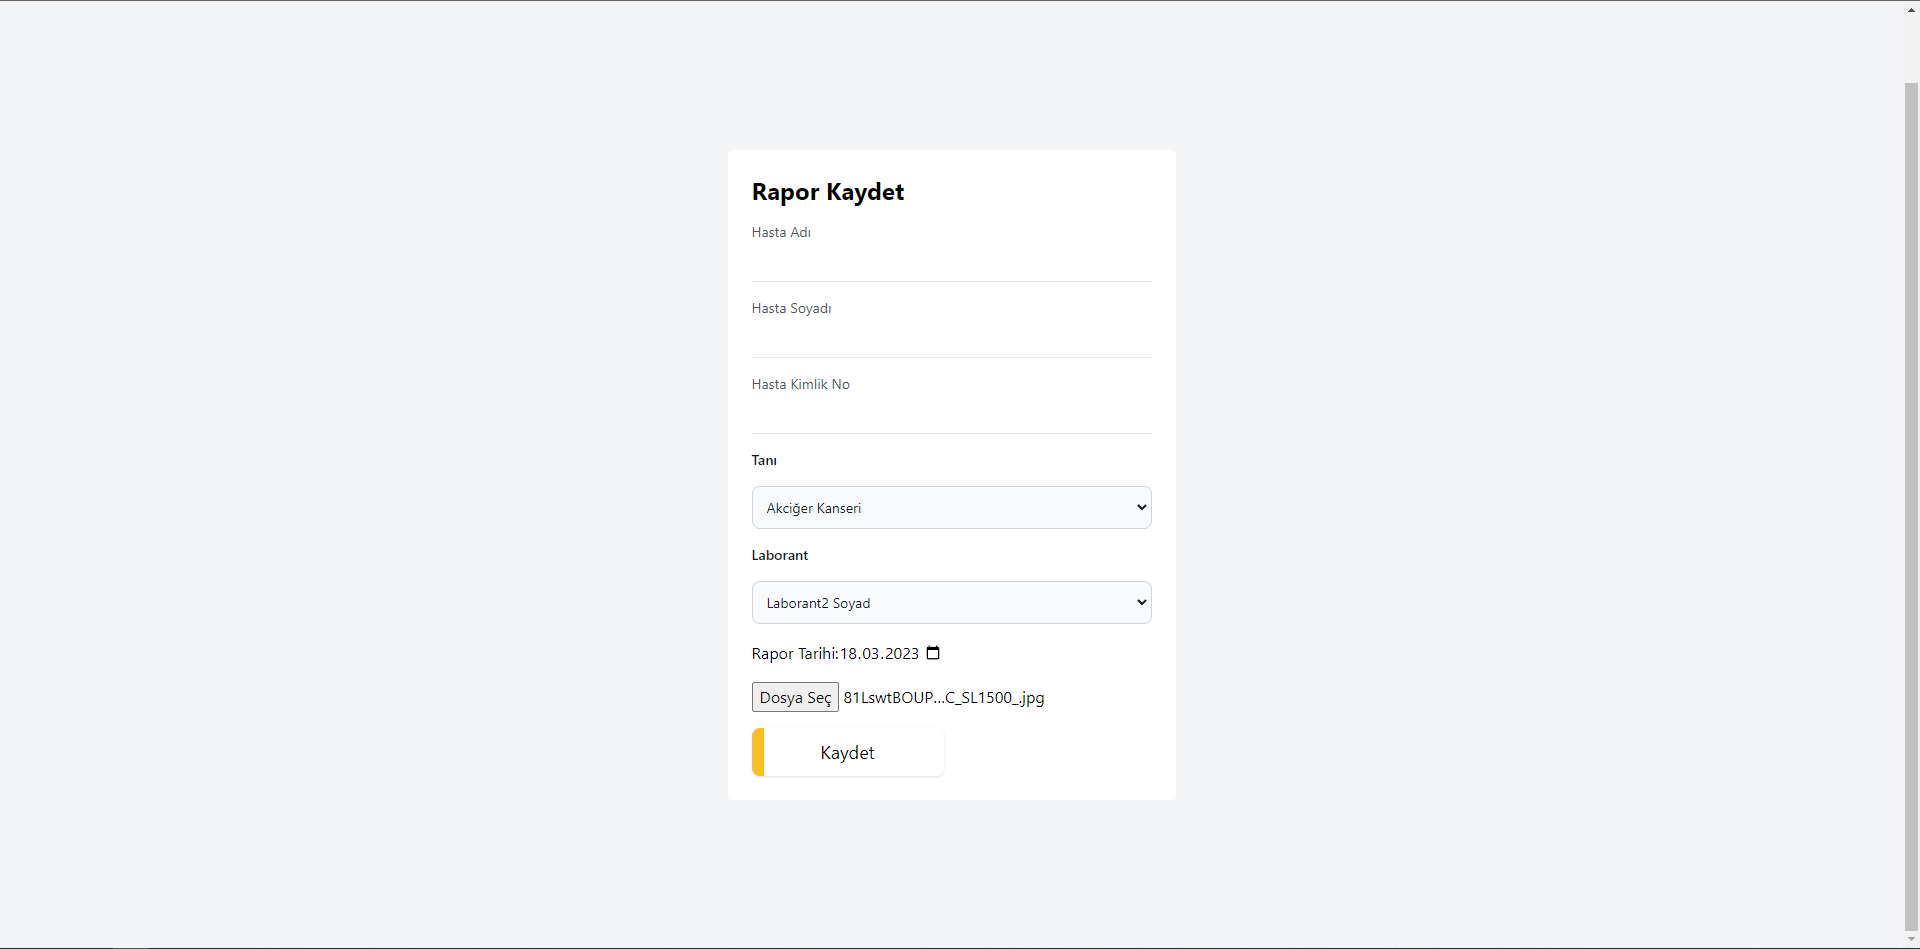 Rapor Kaydet
Hasta Adı
Hasta Soyadı
Hasta Kimlik No
Tanı
Akciğer Kanseri
Laborant
Laborant2 Soyad
Rapor Tarihi:18.03.2023
Dosya Seç 81LswtBOUP...C_SL1500_.jpg
Kaydet